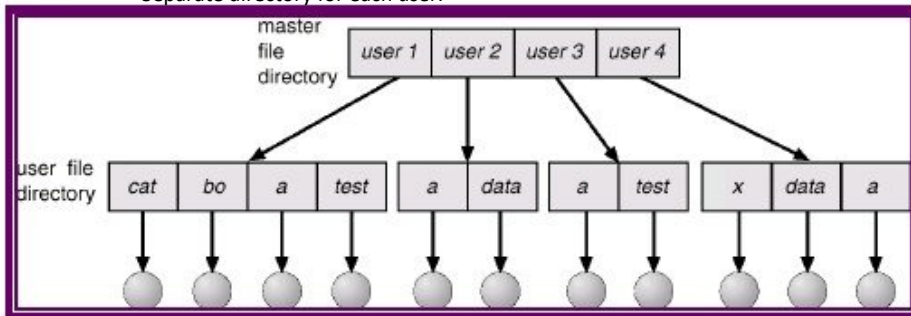 Separate directory for each user.
master
file
directory
user 1 user 2 user 3 user 4
user file
directory
cat bo a test a data a test x data a